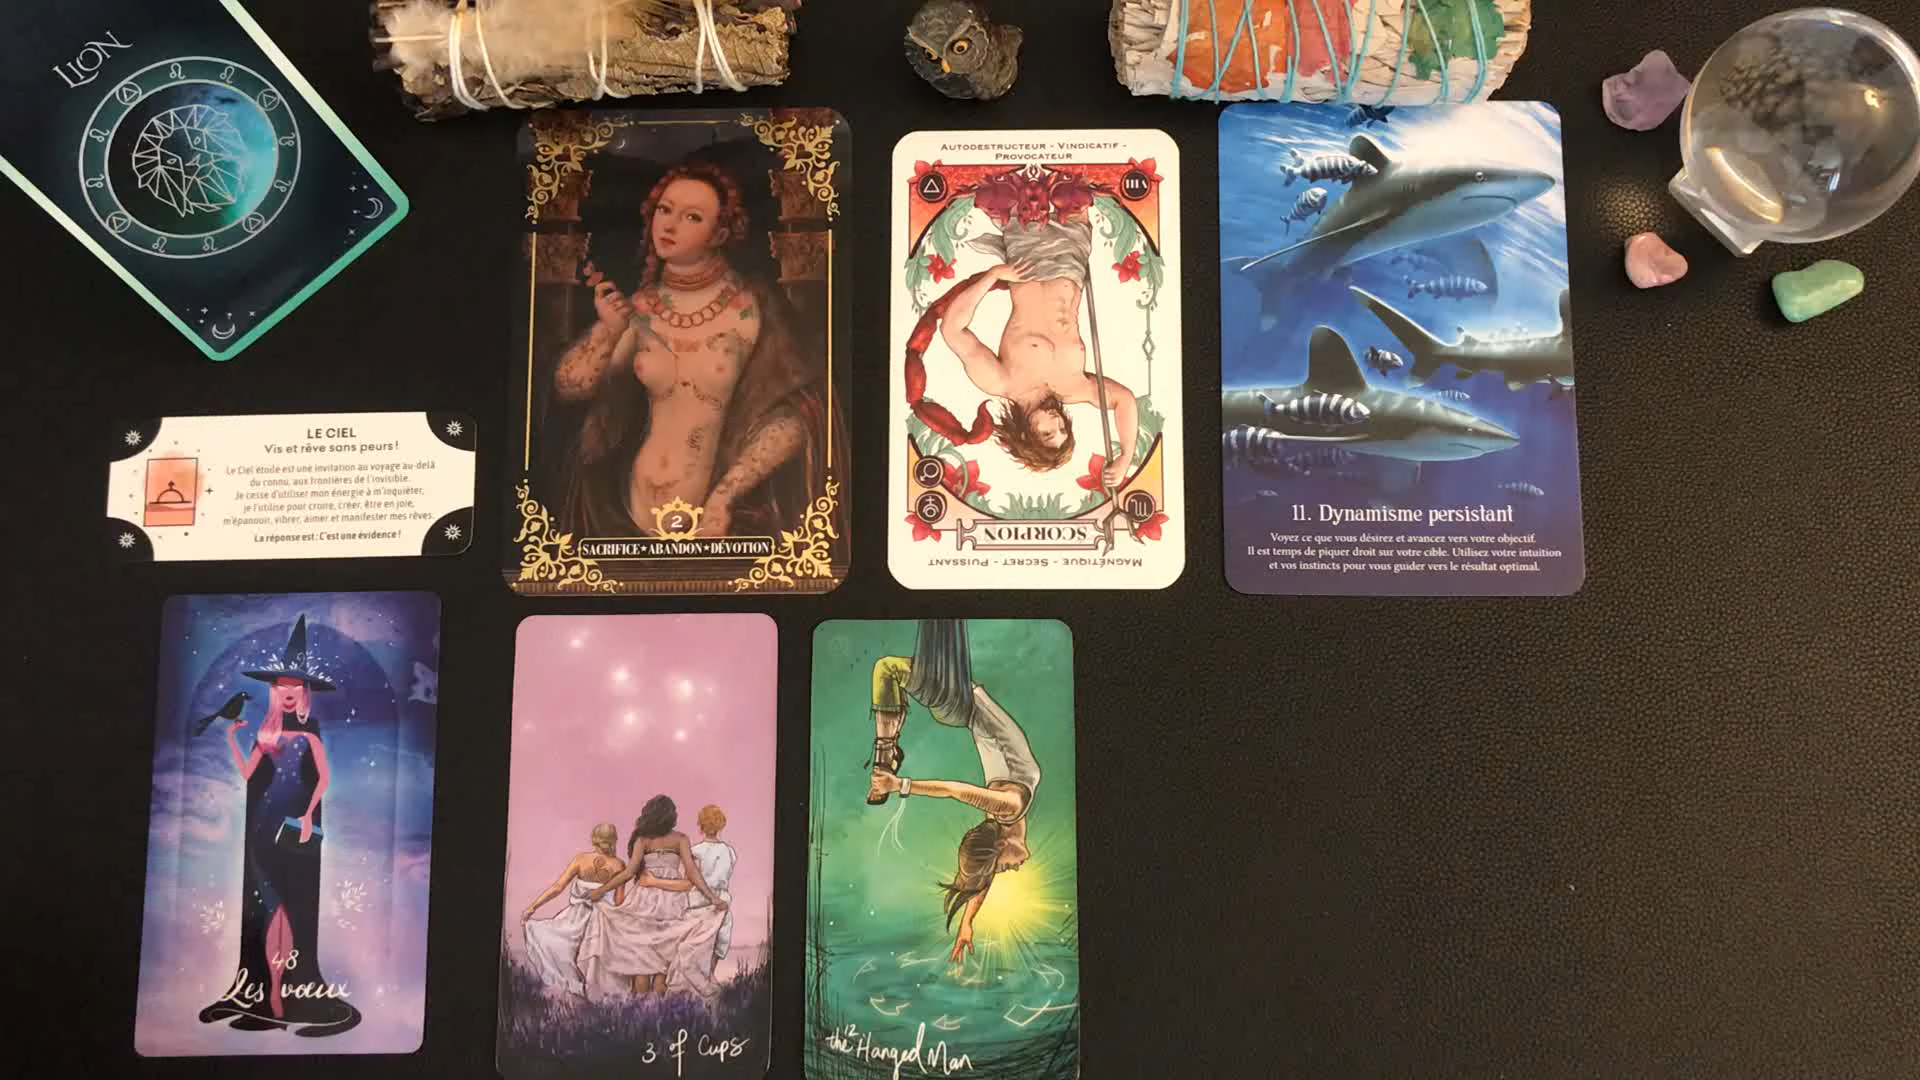 LION
LE CIEL
Vis et rêve sans peurs !
Le Ciel étoilé est une invitation au voyage au-delà
du connu, aux frontières de l'invisible.
Je cesse d'utiliser mon énergie à m'inquiéter,
je l'utilise pour croire, créer, être en joie,
m'épanouir, vibrer, aimer et manifester mes rêves.
La réponse est : C'est une évidence !
2
SACRIFICE★ABANDON★DÉVOTION
AUTODESTRUCTEUR - VINDICATIF -
PROVOCATEUR
VIII
SCORPION
MAGNÉTIQUE - SECRET - PUISSANT
11. Dynamisme persistant
Voyez ce que vous désirez et avancez vers votre objectif.
Il est temps de piquer droit sur votre cible. Utilisez votre intuition
et vos instincts pour vous guider vers le résultat optimal.
48
Les vœux
3 of Cups
12
the Hanged Man